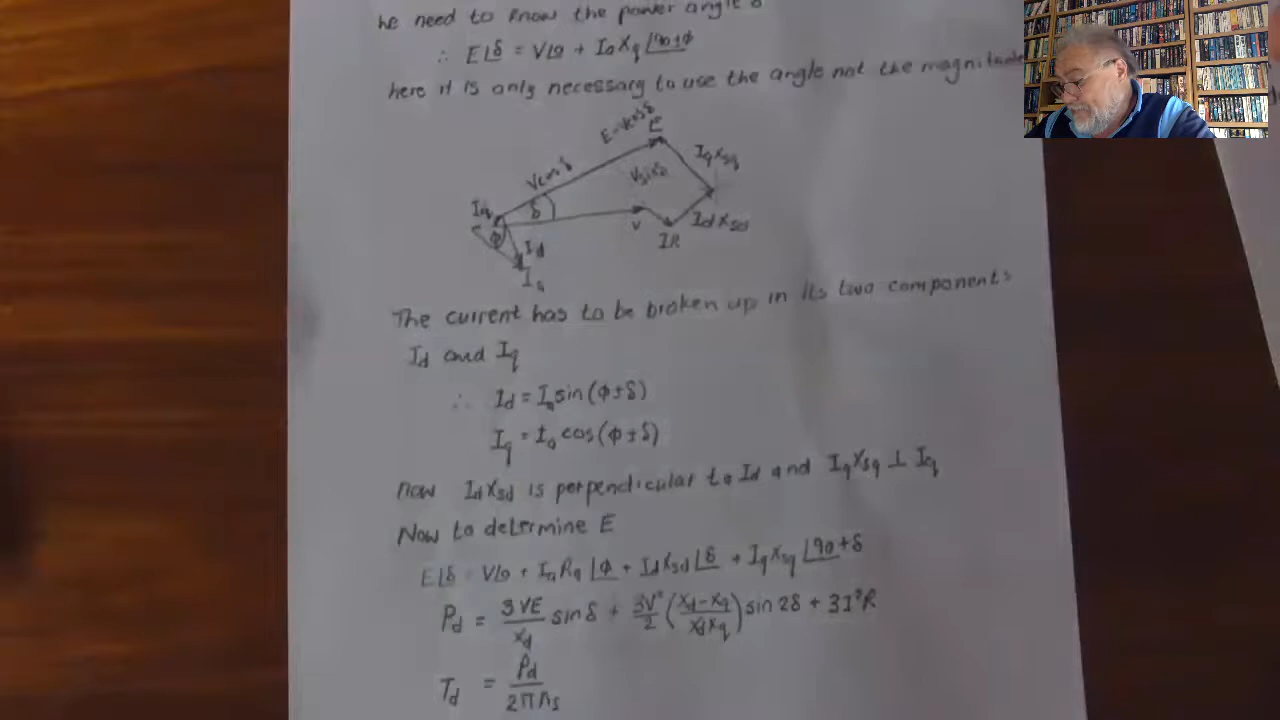 we need to know the power angle δ
∴ E∠δ = V∠0 + IaXq ∠90±ϕ
here it is only necessary to use the angle not the magnitude
E-Vcosδ
E
IqXsq
Vcosδ
Vsinδ
Iq
δ
V
IdXsd
ϕ
Id
IR
Ia
The current has to be broken up in its two components
Id and Iq
∴ Id = Ia sin(ϕ±δ)
Iq = Ia cos(ϕ±δ)
now IdXsd is perpendicular to Id and IqXsq ⊥ Iq
Now to determine E
E∠δ = V∠0 + IaRa ∠ϕ + IdXsd ∠δ + IqXsq ∠90+δ
Pd = 3VE/Xd sinδ + 3V²/2 (Xd-Xq/XdXq) sin 2δ + 3I²R
Td = Pd/2πns